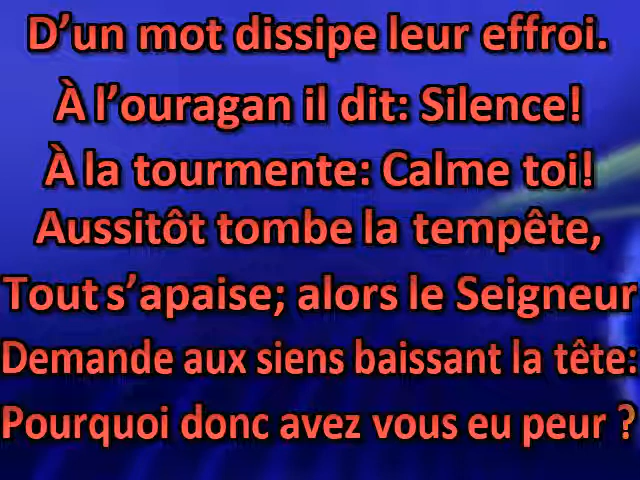 D’un mot dissipe leur effroi.
À l’ouragan il dit: Silence!
À la tourmente: Calme toi!
Aussitôt tombe la tempête,
Tout s’apaise; alors le Seigneur
Demande aux siens baissant la tête:
Pourquoi donc avez vous eu peur ?